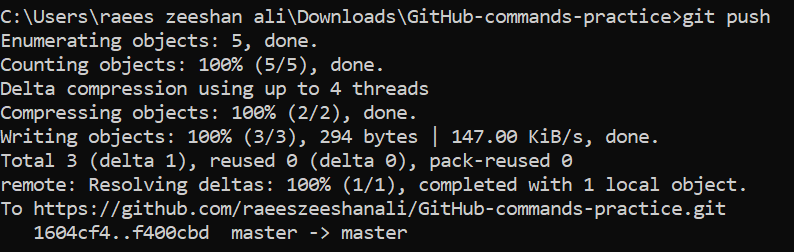 C:\Users\raees zeeshan ali\Downloads\GitHub-commands-practice>git push
Enumerating objects: 5, done.
Counting objects: 100% (5/5), done.
Delta compression using up to 4 threads
Compressing objects: 100% (2/2), done.
Writing objects: 100% (3/3), 294 bytes | 147.00 KiB/s, done.
Total 3 (delta 1), reused 0 (delta 0), pack-reused 0
remote: Resolving deltas: 100% (1/1), completed with 1 local object.
To https://github.com/raeeszeeshanali/GitHub-commands-practice.git
   1604cf4..f400cbd  master -> master